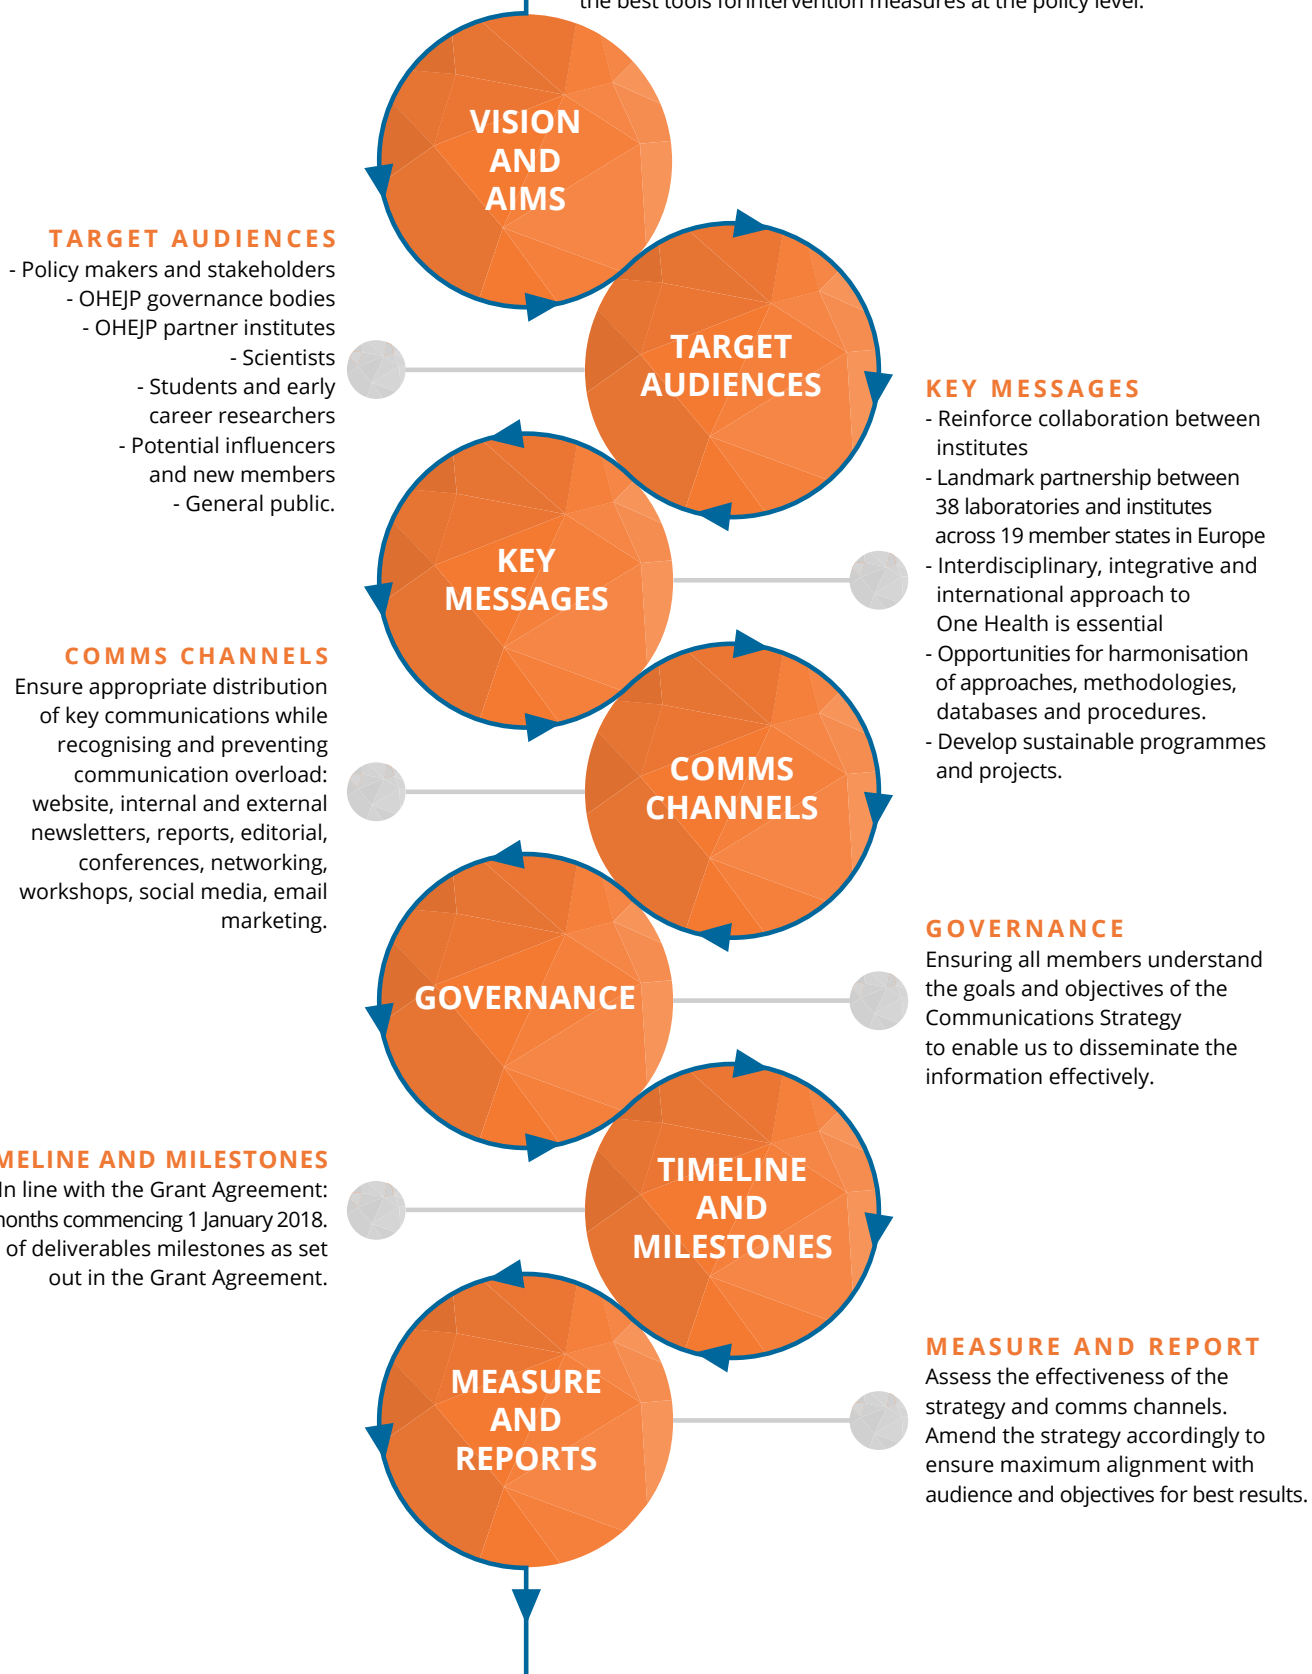 the best tools forintervention measures at the policy level.
VISION
AND
AIMS
TARGET AUDIENCES
- Policy makers and stakeholders
- OHEJP governance bodies
- OHEJP partner institutes
- Scientists
- Students and early
career researchers
- Potential influencers
and new members
- General public.
TARGET
AUDIENCES
KEY MESSAGES
- Reinforce collaboration between
institutes
- Landmark partnership between
38 laboratories and institutes
across 19 member states in Europe
- Interdisciplinary, integrative and
international approach to
One Health is essential
- Opportunities for harmonisation
of approaches, methodologies,
databases and procedures.
- Develop sustainable programmes
and projects.
KEY
MESSAGES
COMMS CHANNELS
Ensure appropriate distribution
of key communications while
recognising and preventing
communication overload:
website, internal and external
newsletters, reports, editorial,
conferences, networking,
workshops, social media, email
marketing.
COMMS
CHANNELS
GOVERNANCE
GOVERNANCE
Ensuring all members understand
the goals and objectives of the
Communications Strategy
to enable us to disseminate the
information effectively.
MELINE AND MILESTONES
In line with the Grant Agreement:
months commencing 1 January 2018.
of deliverables milestones as set
out in the Grant Agreement.
TIMELINE
AND
MILESTONES
MEASURE
AND
REPORTS
MEASURE AND REPORT
Assess the effectiveness of the
strategy and comms channels.
Amend the strategy accordingly to
ensure maximum alignment with
audience and objectives for best results.